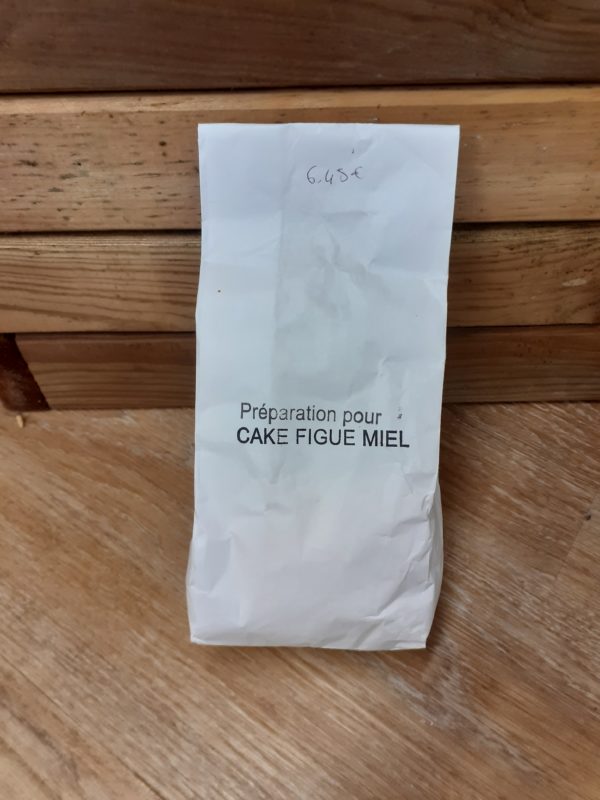 6.45€
Préparation pour
CAKE FIGUE MIEL